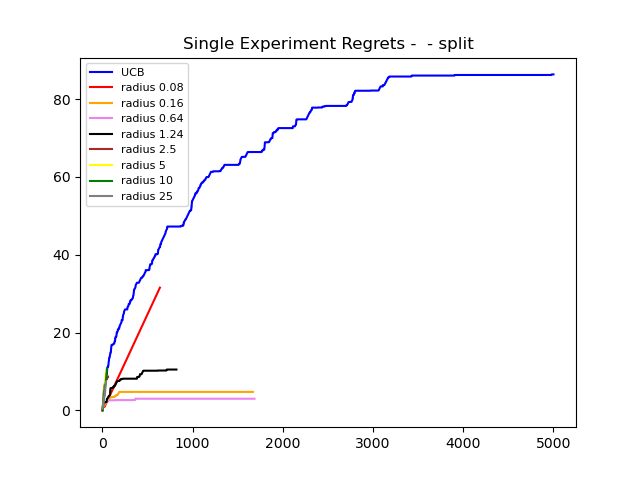 Single Experiment Regrets -  - split
UCB
radius 0.08
radius 0.16
radius 0.64
radius 1.24
radius 2.5
radius 5
radius 10
radius 25
80
60
40
20
0
0 1000 2000 3000 4000 5000